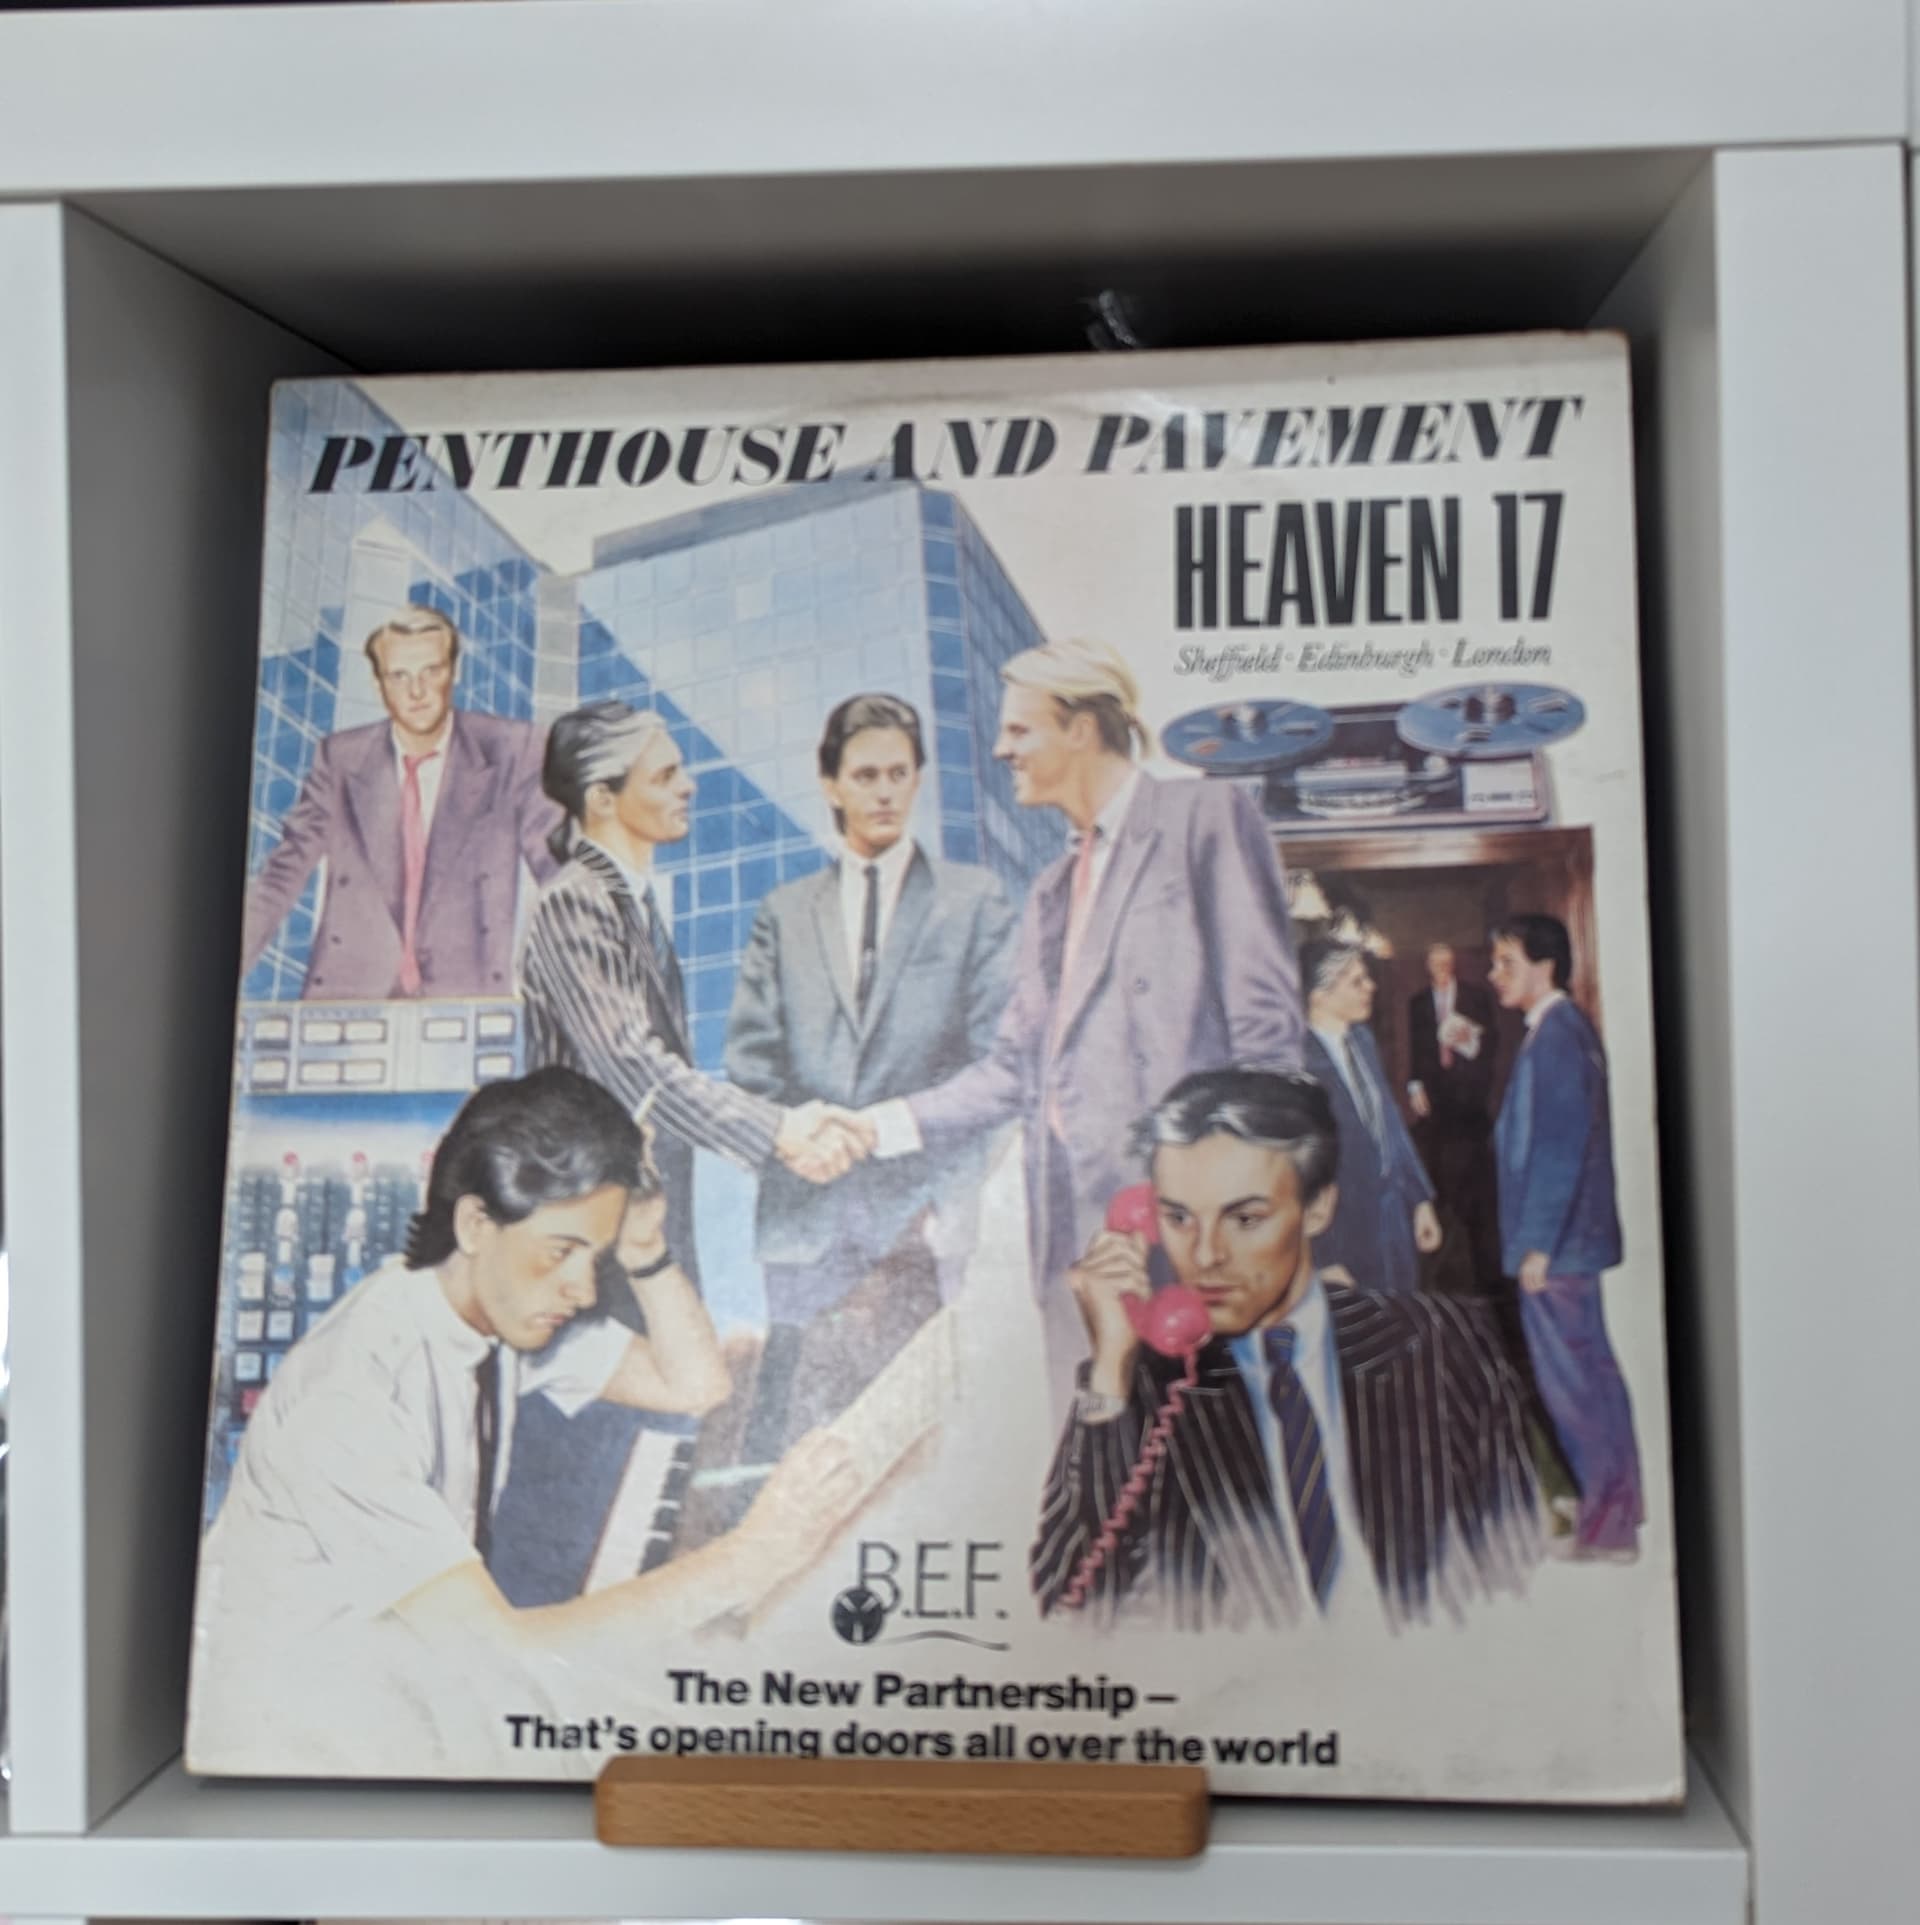 PENTHOUSE AND PAVEMENT
HEAVEN 17
Sheffield · Edinburgh · London
B.E.F.
The New Partnership –
That's opening doors all over the world